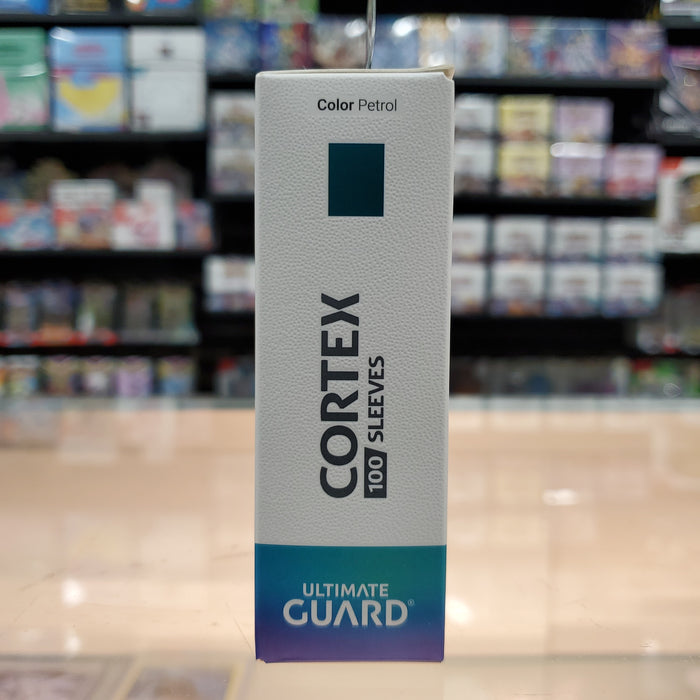 Color Petrol
CORTEX
100 SLEEVES
ULTIMATE
GUARD®